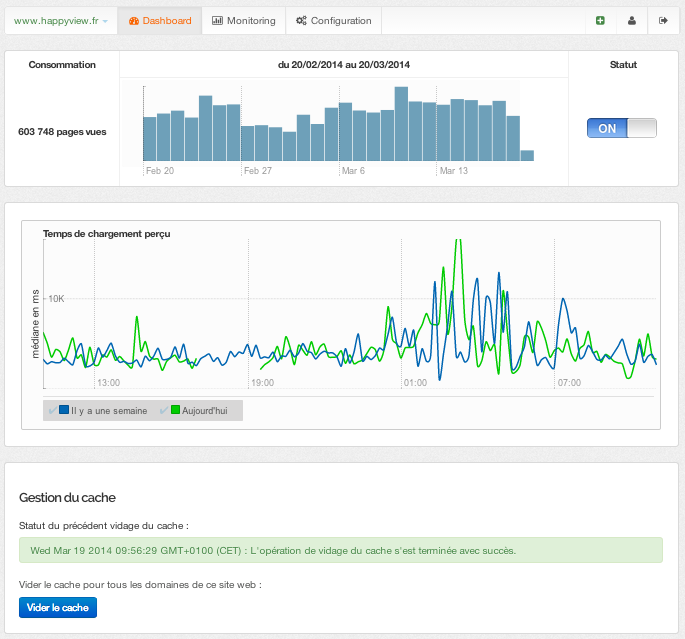 www.happyview.fr
Dashboard
Monitoring
Configuration
Consommation
du 20/02/2014 au 20/03/2014
Statut
603 748 pages vues
ON
Feb 20
Feb 27
Mar 6
Mar 13
Temps de chargement perçu
médiane en ms
10K
13:00
19:00
01:00
07:00
Il y a une semaine
Aujourd'hui
Gestion du cache
Statut du précédent vidage du cache :
Wed Mar 19 2014 09:56:29 GMT+0100 (CET) : L'opération de vidage du cache s'est terminée avec succès.
Vider le cache pour tous les domaines de ce site web :
Vider le cache